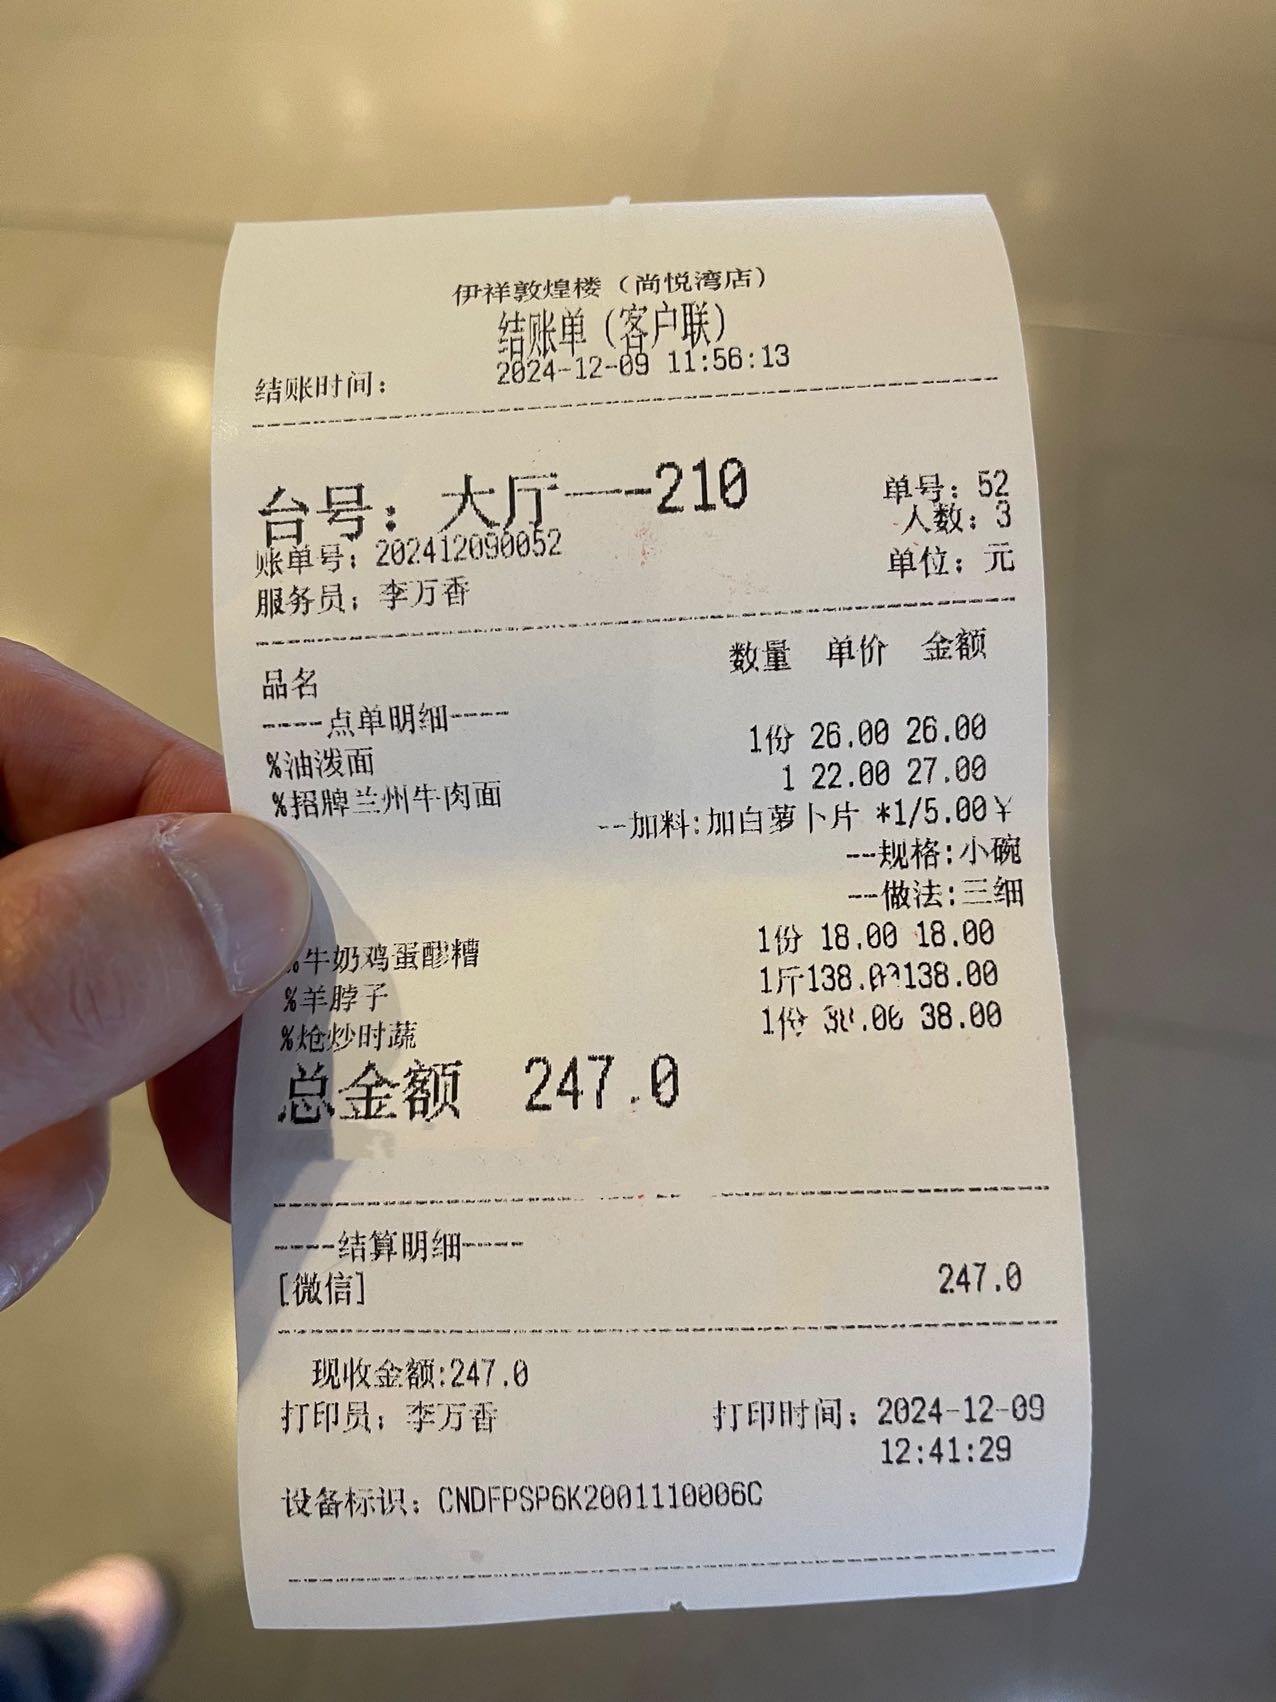 伊祥敦煌楼（尚悦湾店）
结账单（客户联）
结账时间： 2024-12-09 11:56:13
台号：大厅——-210 单号：52
人数：3
账单号：202412090052 单位：元
服务员：李万香
品名 数量 单价 金额
----点单明细----
%油泼面 1份 26.00 26.00
%招牌兰州牛肉面 1 22.00 27.00
--加料:加白萝卜片 *1/5.00￥
--规格:小碗
--做法:三细
%牛奶鸡蛋醪糟 1份 18.00 18.00
%羊脖子 1斤138.00138.00
%炝炒时蔬 1份 38.00 38.00
总金额 247.0
----结算明细----
[微信] 247.0
现收金额:247.0
打印员：李万香 打印时间：2024-12-09
12:41:29
设备标识：CNDFPSP6K2001110006C